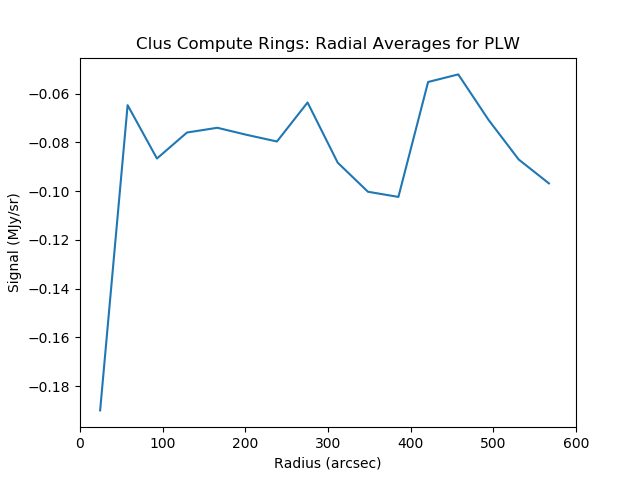 Clus Compute Rings: Radial Averages for PLW
−0.06
−0.08
−0.10
−0.12
−0.14
−0.16
−0.18
Signal (MJy/sr)
0 100 200 300 400 500 600
Radius (arcsec)